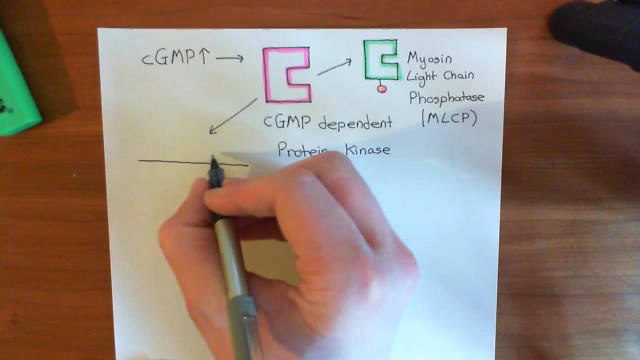 cGMP↑ →
Myosin
Light Chain
Phosphatase
(MLCP)
cGMP dependent
Protein Kinase